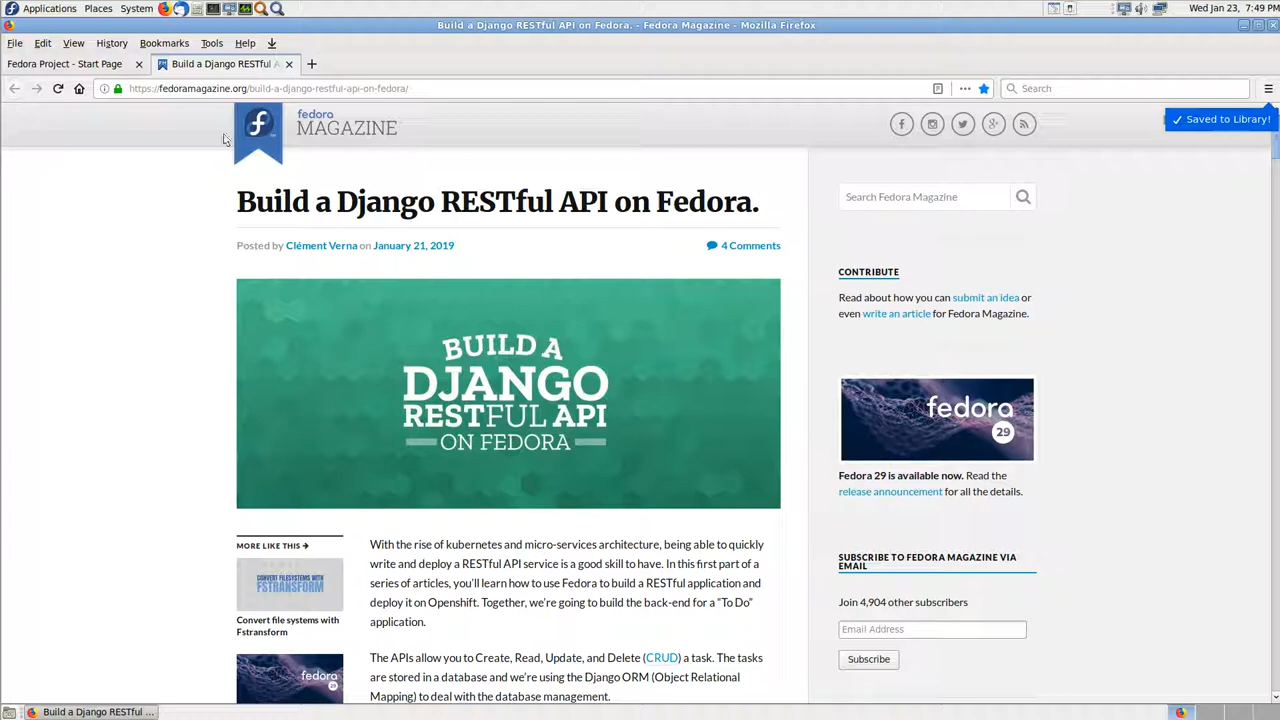 Applications Places System Wed Jan 23, 7:49 PM
Build a Django RESTful API on Fedora. - Fedora Magazine - Mozilla Firefox
File Edit View History Bookmarks Tools Help
Fedora Project - Start Page × Build a Django RESTful A × +
https://fedoramagazine.org/build-a-django-restful-api-on-fedora/ Search
✓ Saved to Library!
fedora
MAGAZINE
Build a Django RESTful API on Fedora.
Posted by Clément Verna on January 21, 2019 4 Comments
BUILD A
DJANGO
RESTFUL API
ON FEDORA
MORE LIKE THIS →
CONVERT FILESYSTEMS WITH
FSTRANSFORM
Convert file systems with
Fstransform
fedora
With the rise of kubernetes and micro-services architecture, being able to quickly
write and deploy a RESTful API service is a good skill to have. In this first part of a
series of articles, you’ll learn how to use Fedora to build a RESTful application and
deploy it on Openshift. Together, we’re going to build the back-end for a “To Do”
application.
The APIs allow you to Create, Read, Update, and Delete (CRUD) a task. The tasks
are stored in a database and we’re using the Django ORM (Object Relational
Mapping) to deal with the database management.
Search Fedora Magazine
CONTRIBUTE
Read about how you can submit an idea or
even write an article for Fedora Magazine.
fedora
29
Fedora 29 is available now. Read the
release announcement for all the details.
SUBSCRIBE TO FEDORA MAGAZINE VIA
EMAIL
Join 4,904 other subscribers
Email Address
Subscribe
Build a Django RESTful ...